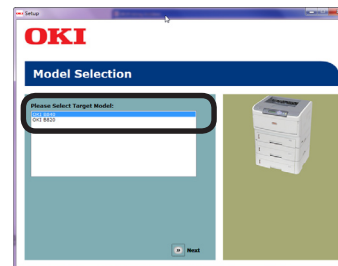 Setup
OKI
Model Selection
Please Select Target Model:
OKI B840
OKI B820
Next